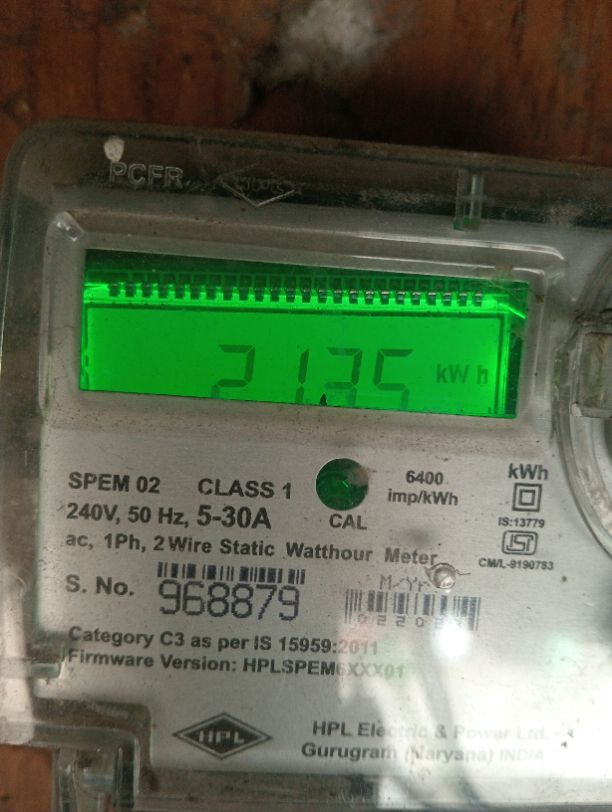 PCFR
2135 kWh
SPEM 02 CLASS 1
6400
imp/kWh
kWh
240V, 50 Hz, 5-30A
CAL
IS:13779
ac, 1Ph, 2 Wire Static Watthour Meter
CM/L-9190783
S. No. 968879
M/YR
Category C3 as per IS 15959:2011
Firmware Version: HPLSPEM6XXX01
HPL
HPL Electric & Power Ltd.
Gurugram (Haryana) INDIA